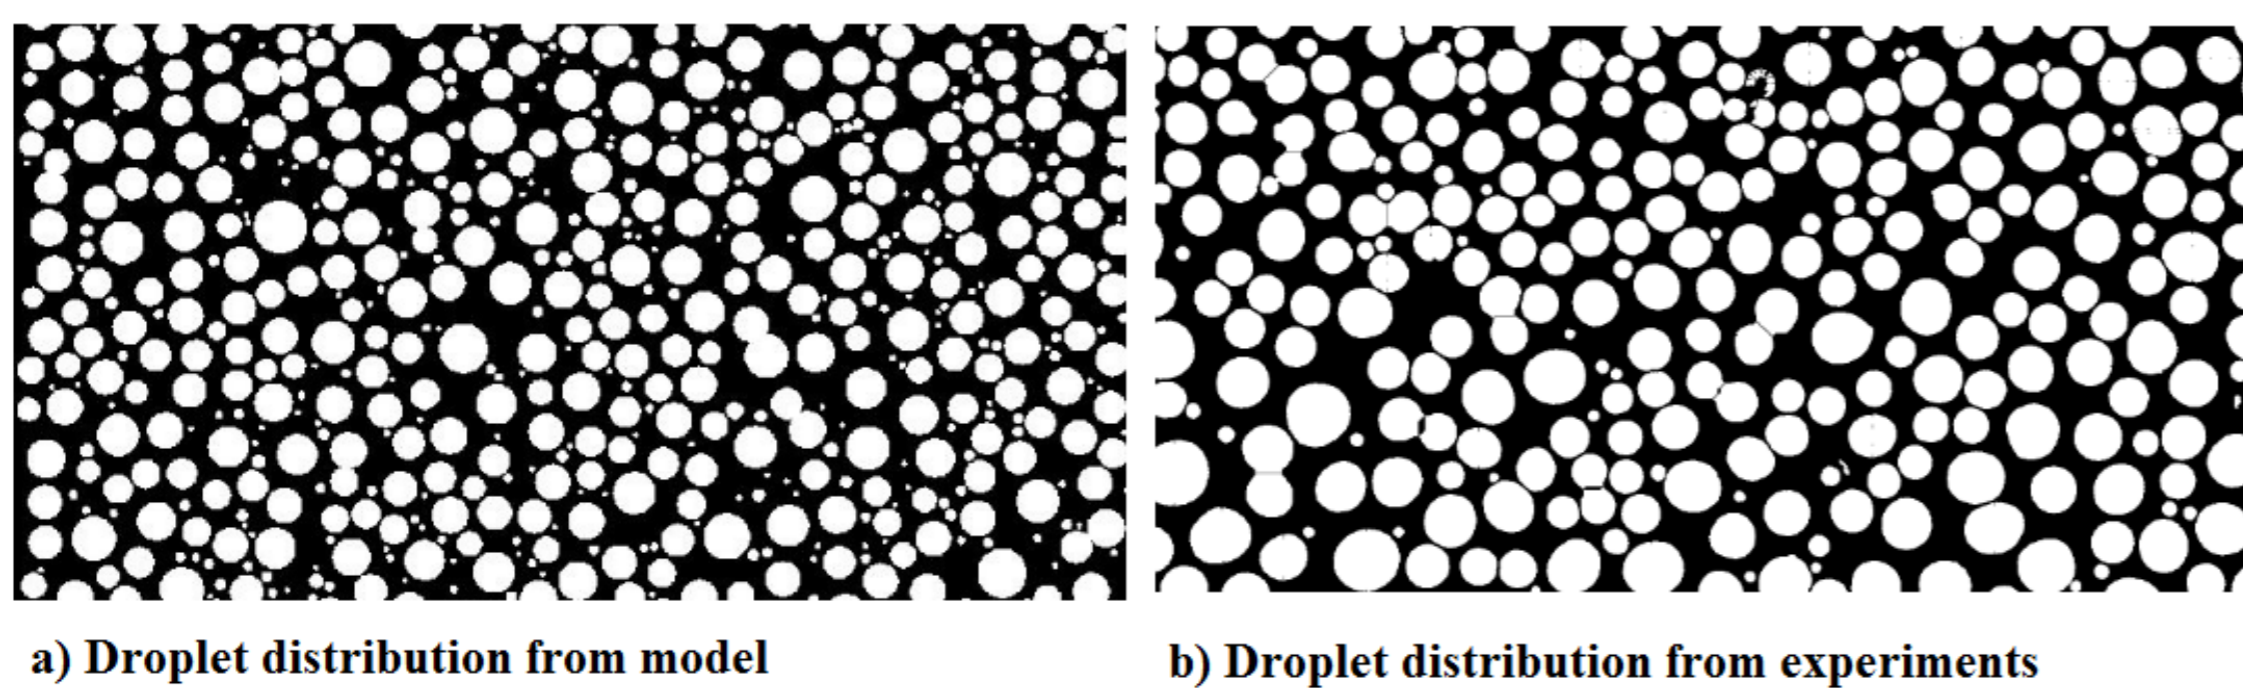 a) Droplet distribution from model
b) Droplet distribution from experiments